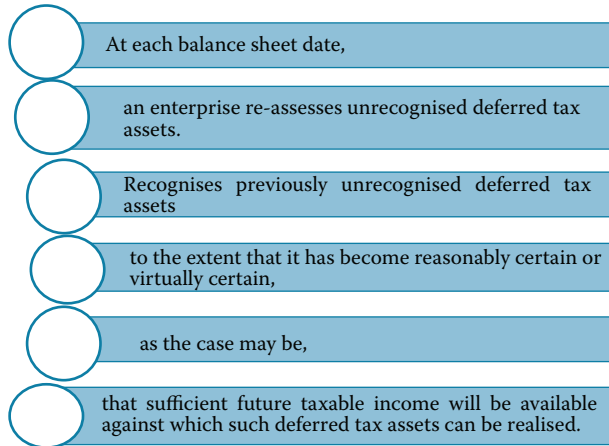 At each balance sheet date,
an enterprise re-assesses unrecognised deferred tax
assets.
Recognises previously unrecognised deferred tax
assets
to the extent that it has become reasonably certain or
virtually certain,
as the case may be,
that sufficient future taxable income will be available
against which such deferred tax assets can be realised.